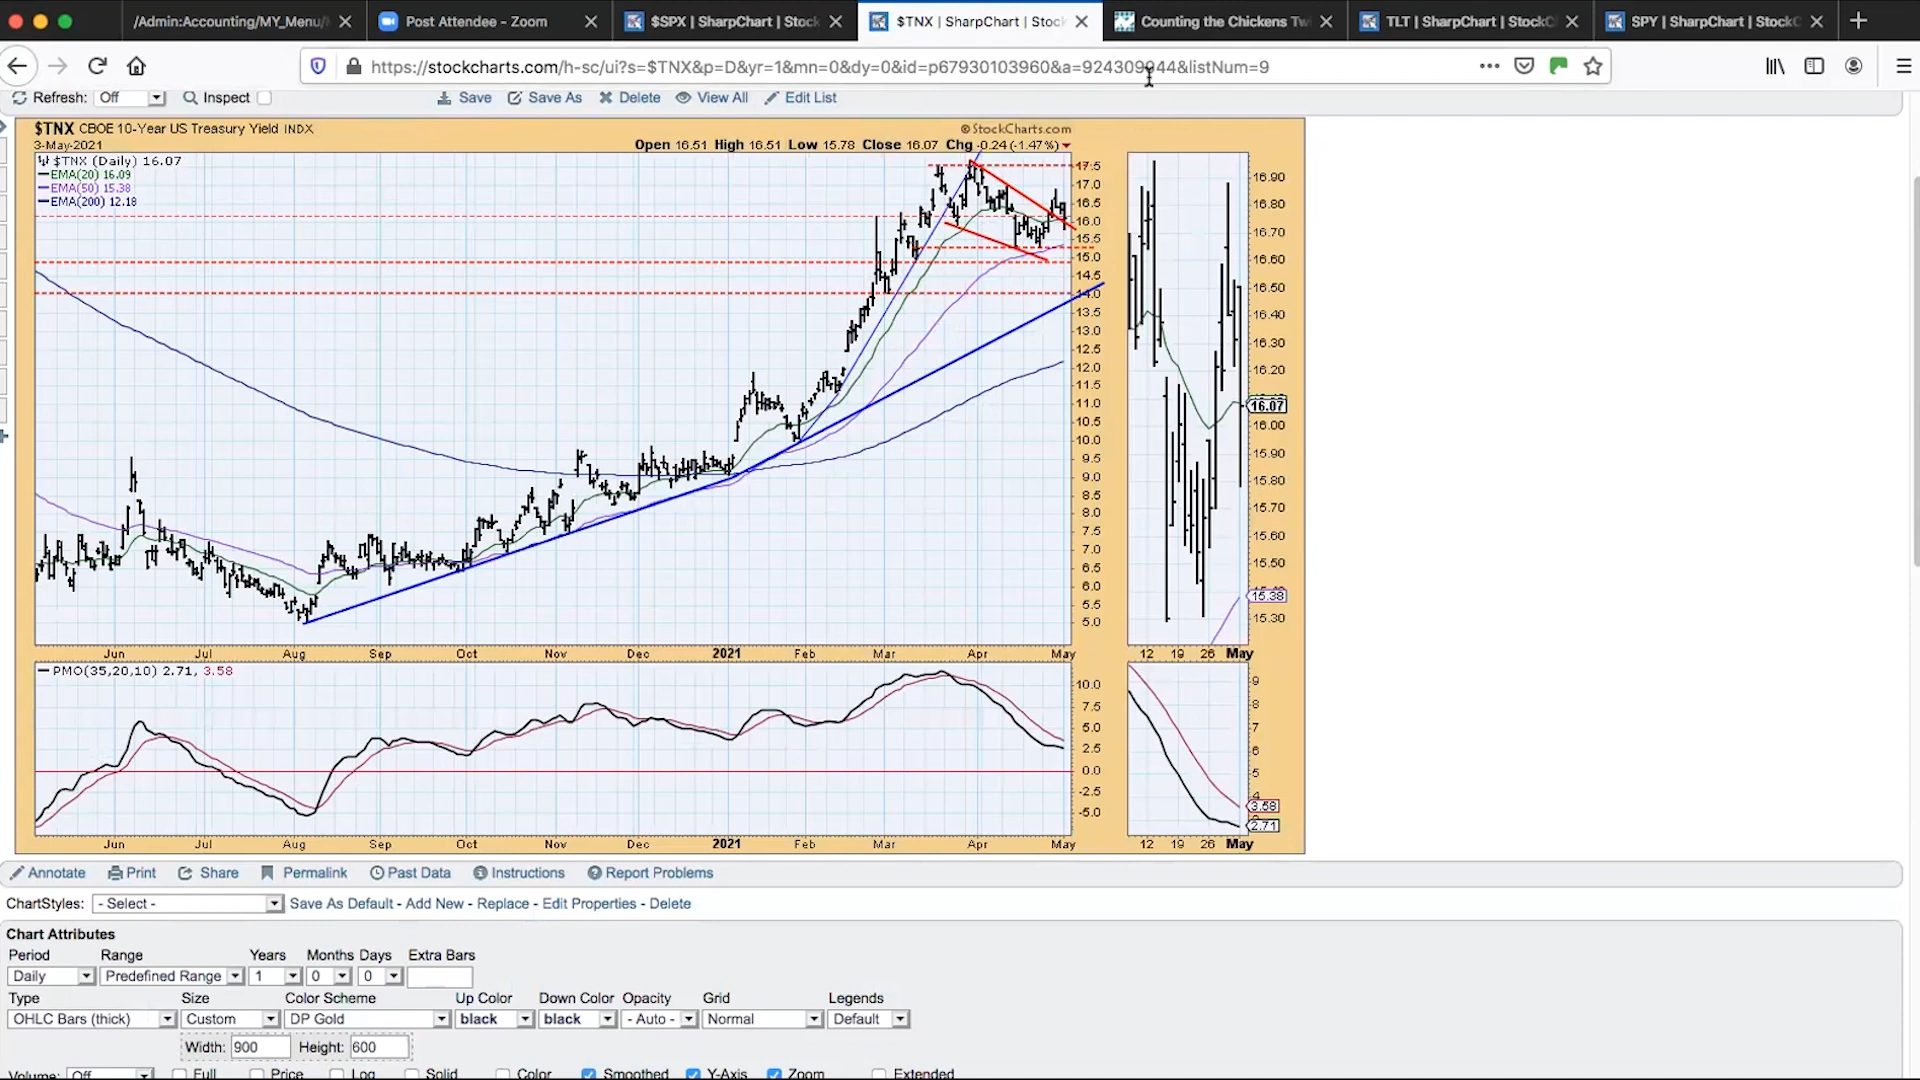 /Admin:Accounting/MY_Menu/ Post Attendee - Zoom $SPX | SharpChart | Stock $TNX | SharpChart | Stoc Counting the Chickens Tw TLT | SharpChart | StockC SPY | SharpChart | StockC
https://stockcharts.com/h-sc/ui?s=$TNX&p=D&yr=1&mn=0&dy=0&id=p67930103960&a=924309944&listNum=9
Refresh: Off Inspect Save Save As Delete View All Edit List
$TNX CBOE 10-Year US Treasury Yield INDX © StockCharts.com
3-May-2021 Open 16.51 High 16.51 Low 15.78 Close 16.07 Chg -0.24 (-1.47%)
$TNX (Daily) 16.07
EMA(20) 16.09
EMA(50) 15.38
EMA(200) 12.18
17.5
17.0
16.5
16.0
15.5
15.0
14.5
14.0
13.5
13.0
12.5
12.0
11.5
11.0
10.5
10.0
9.5
9.0
8.5
8.0
7.5
7.0
6.5
6.0
5.5
5.0
16.90
16.80
16.70
16.60
16.50
16.40
16.30
16.20
16.07
16.00
15.90
15.80
15.70
15.60
15.50
15.38
15.30
Jun Jul Aug Sep Oct Nov Dec 2021 Feb Mar Apr May 12 19 26 May
PMO(35,20,10) 2.71, 3.58
10.0
7.5
5.0
2.5
0.0
-2.5
-5.0
9
8
7
6
5
4
3.58
2.71
Jun Jul Aug Sep Oct Nov Dec 2021 Feb Mar Apr May 12 19 26 May
Annotate Print Share Permalink Past Data Instructions Report Problems
ChartStyles: - Select - Save As Default - Add New - Replace - Edit Properties - Delete
Chart Attributes
Period Range Years Months Days Extra Bars
Daily Predefined Range 1 0 0
Type Size Color Scheme Up Color Down Color Opacity Grid Legends
OHLC Bars (thick) Custom DP Gold black black - Auto - Normal Default
Width: 900 Height: 600
Volume: Off Full Price Log Solid Color Smoothed Y-Axis Zoom Extended